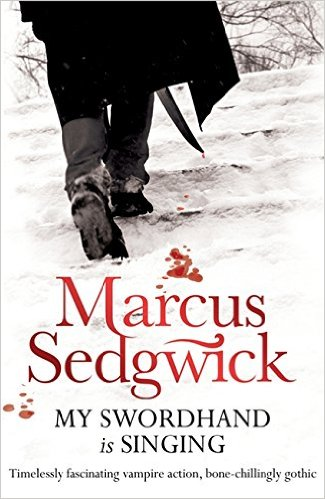 Marcus
Sedgwick
MY SWORDHAND
is SINGING
Timelessly fascinating vampire action, bone-chillingly gothic